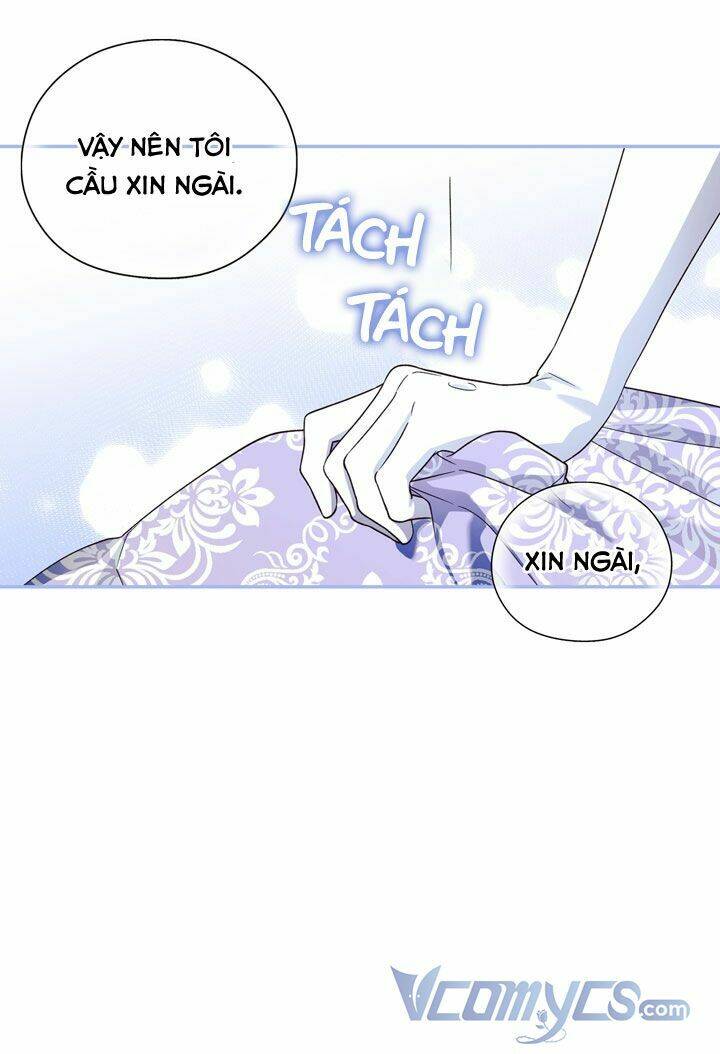 VẬY NÊN TÔI
CẦU XIN NGÀI.
TÁCH
TÁCH
XIN NGÀI,
VCOMYCS.com